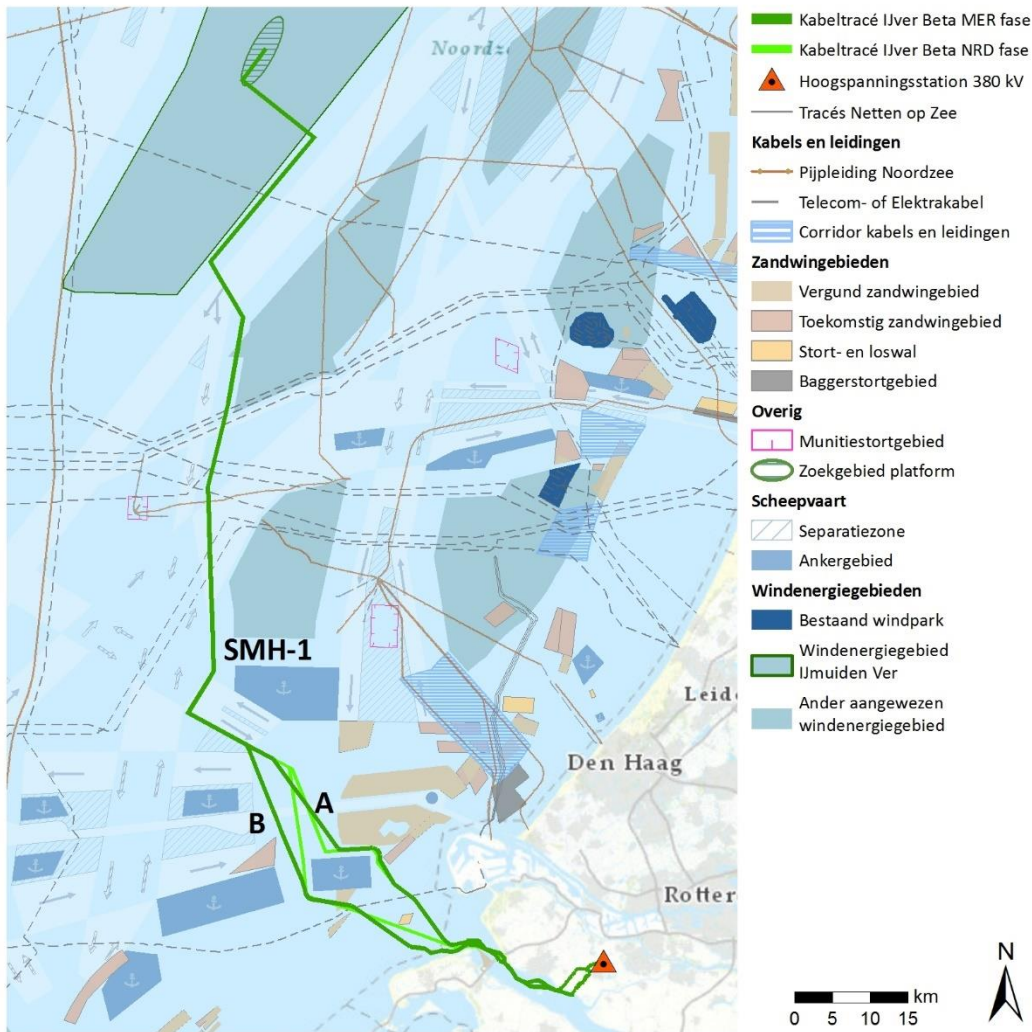 Noordze
SMH-1
A
B
Leide
Den Haag
Rotter
Kabeltracé IJver Beta MER fase
Kabeltracé IJver Beta NRD fase
Hoogspanningsstation 380 kV
Tracés Netten op Zee
Kabels en leidingen
Pijpleiding Noordzee
Telecom- of Elektrakabel
Corridor kabels en leidingen
Zandwingebieden
Vergund zandwingebied
Toekomstig zandwingebied
Stort- en loswal
Baggerstortgebied
Overig
Munitiestortgebied
Zoekgebied platform
Scheepvaart
Separatiezone
Ankergebied
Windenergiegebieden
Bestaand windpark
Windenergiegebied
IJmuiden Ver
Ander aangewezen
windenergiegebied
N
km
0 5 10 15